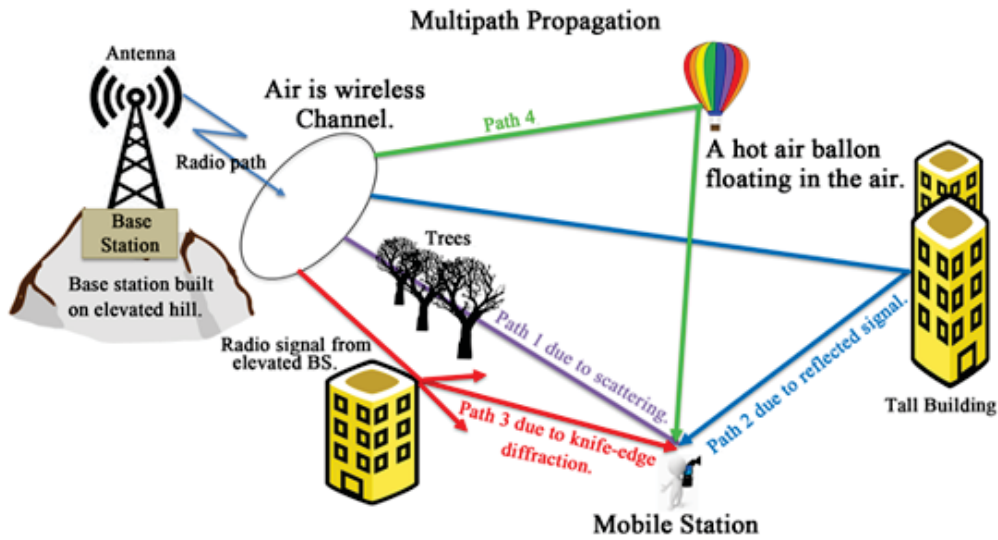 Multipath Propagation
Antenna
Air is wireless
Channel.
Path 4
Radio path
A hot air ballon
floating in the air.
Base
Station
Trees
Base station built
on elevated hill.
Radio signal from
elevated BS.
Path 1 due to scattering.
Path 2 due to reflected signal.
Path 3 due to knife-edge
diffraction.
Tall Building
Mobile Station